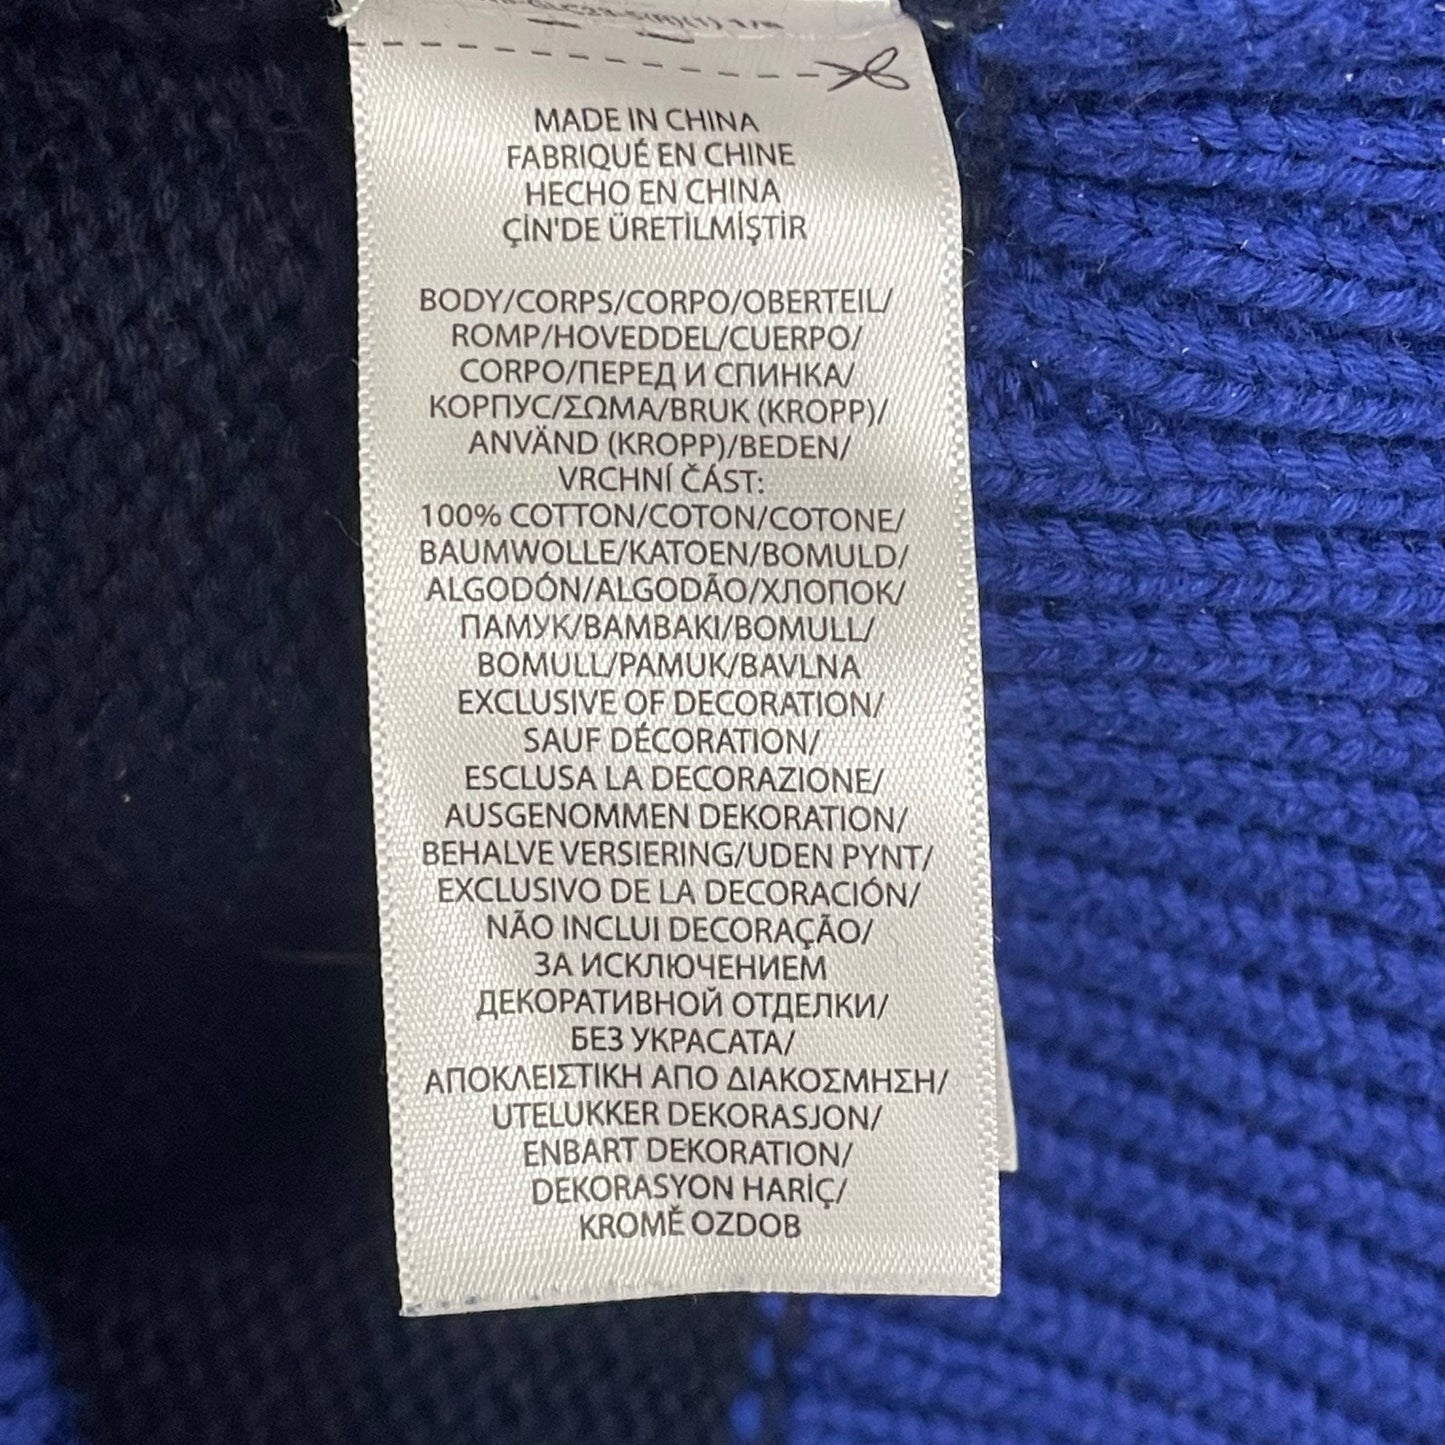 MADE IN CHINA
FABRIQUÉ EN CHINE
HECHO EN CHINA
ÇİN'DE ÜRETİLMİŞTİR
BODY/CORPS/CORPO/OBERTEIL/
ROMP/HOVEDDEL/CUERPO/
CORPO/ПЕРЕД И СПИНКА/
КОРПУС/ΣΩΜΑ/BRUK (KROPP)/
ANVÄND (KROPP)/BEDEN/
VRCHNÍ ČÁST:
100% COTTON/COTON/COTONE/
BAUMWOLLE/KATOEN/BOMULD/
ALGODÓN/ALGODÃO/ХЛОПОК/
ПАМУК/BAMBAKI/BOMULL/
BOMULL/PAMUK/BAVLNA
EXCLUSIVE OF DECORATION/
SAUF DÉCORATION/
ESCLUSA LA DECORAZIONE/
AUSGENOMMEN DEKORATION/
BEHALVE VERSIERING/UDEN PYNT/
EXCLUSIVO DE LA DECORACIÓN/
NÃO INCLUI DECORAÇÃO/
ЗА ИСКЛЮЧЕНИЕМ
ДЕКОРАТИВНОЙ ОТДЕЛКИ/
БЕЗ УКРАСАТА/
ΑΠΟΚΛΕΙΣΤΙΚΗ ΑΠΟ ΔΙΑΚΟΣΜΗΣΗ/
UTELUKKER DEKORASJON/
ENBART DEKORATION/
DEKORASYON HARİÇ/
KROMĚ OZDOB